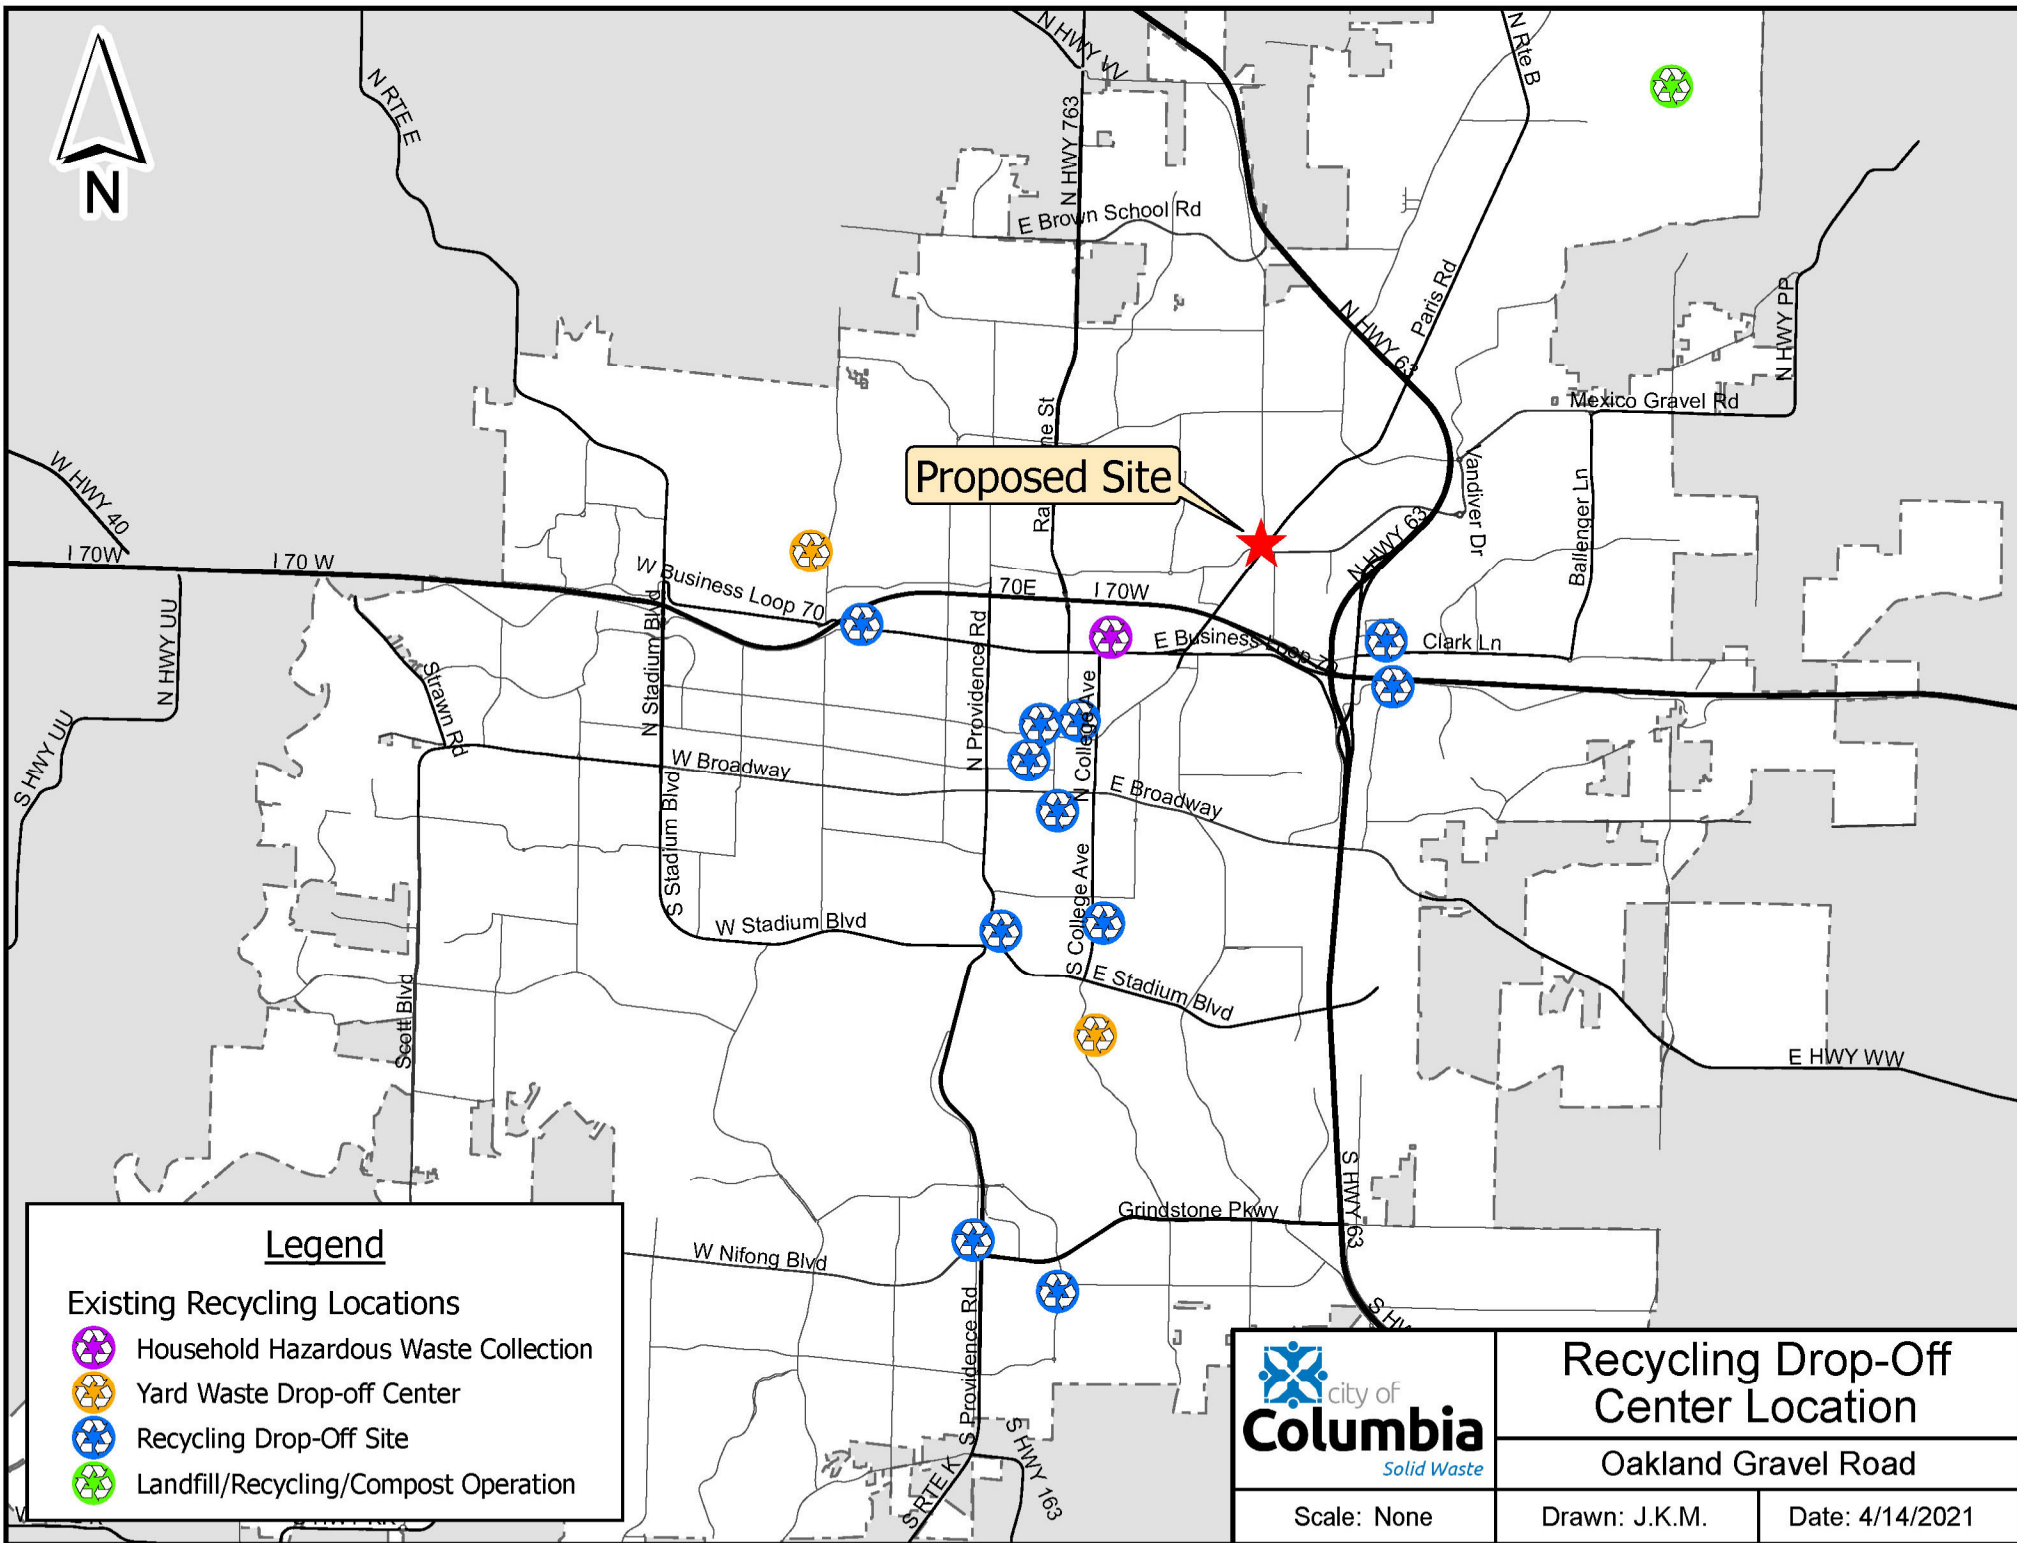 N HWY VV
N Rte B
N RTE E
N
N HWY 763
E Brown School Rd
Paris Rd
N HWY 63
N HWY PP
Mexico Gravel Rd
W HWY 40
Proposed Site
Vandiver Dr
Ballenger Ln
N HWY 63
I 70W
I 70 W
W Business Loop 70
70E
I 70W
N HWY UU
N Stadium Blvd
N Providence Rd
E Business Loop 70
Clark Ln
Strawn Rd
S HWY UU
N College Ave
W Broadway
E Broadway
S Stadium Blvd
S College Ave
W Stadium Blvd
E Stadium Blvd
Scott Blvd
E HWY WW
S HWY 63
Grindstone Pkwy
W Nifong Blvd
S Providence Rd
S HWY 163
S RTE K
Legend
Existing Recycling Locations
Household Hazardous Waste Collection
Yard Waste Drop-off Center
Recycling Drop-Off Site
Landfill/Recycling/Compost Operation
city of
Columbia
Solid Waste
Recycling Drop-Off
Center Location
Oakland Gravel Road
Scale: None
Drawn: J.K.M.
Date: 4/14/2021